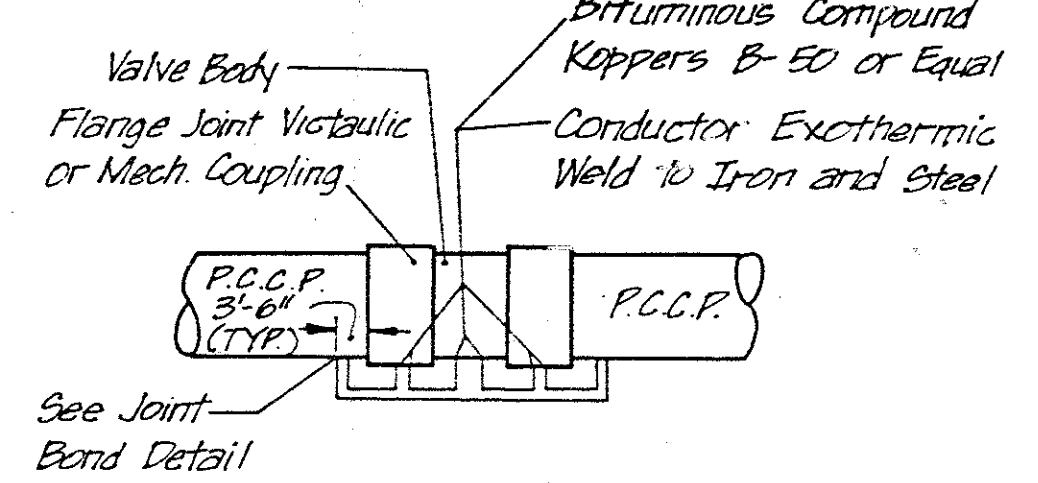 Bituminous Compound
Koppers B-50 or Equal
Valve Body
Flange Joint Victaulic
or Mech. Coupling
Conductor Exothermic
Weld to Iron and Steel
P.C.C.P.
3'-6"
(TYP.)
P.C.C.P.
See Joint
Bond Detail